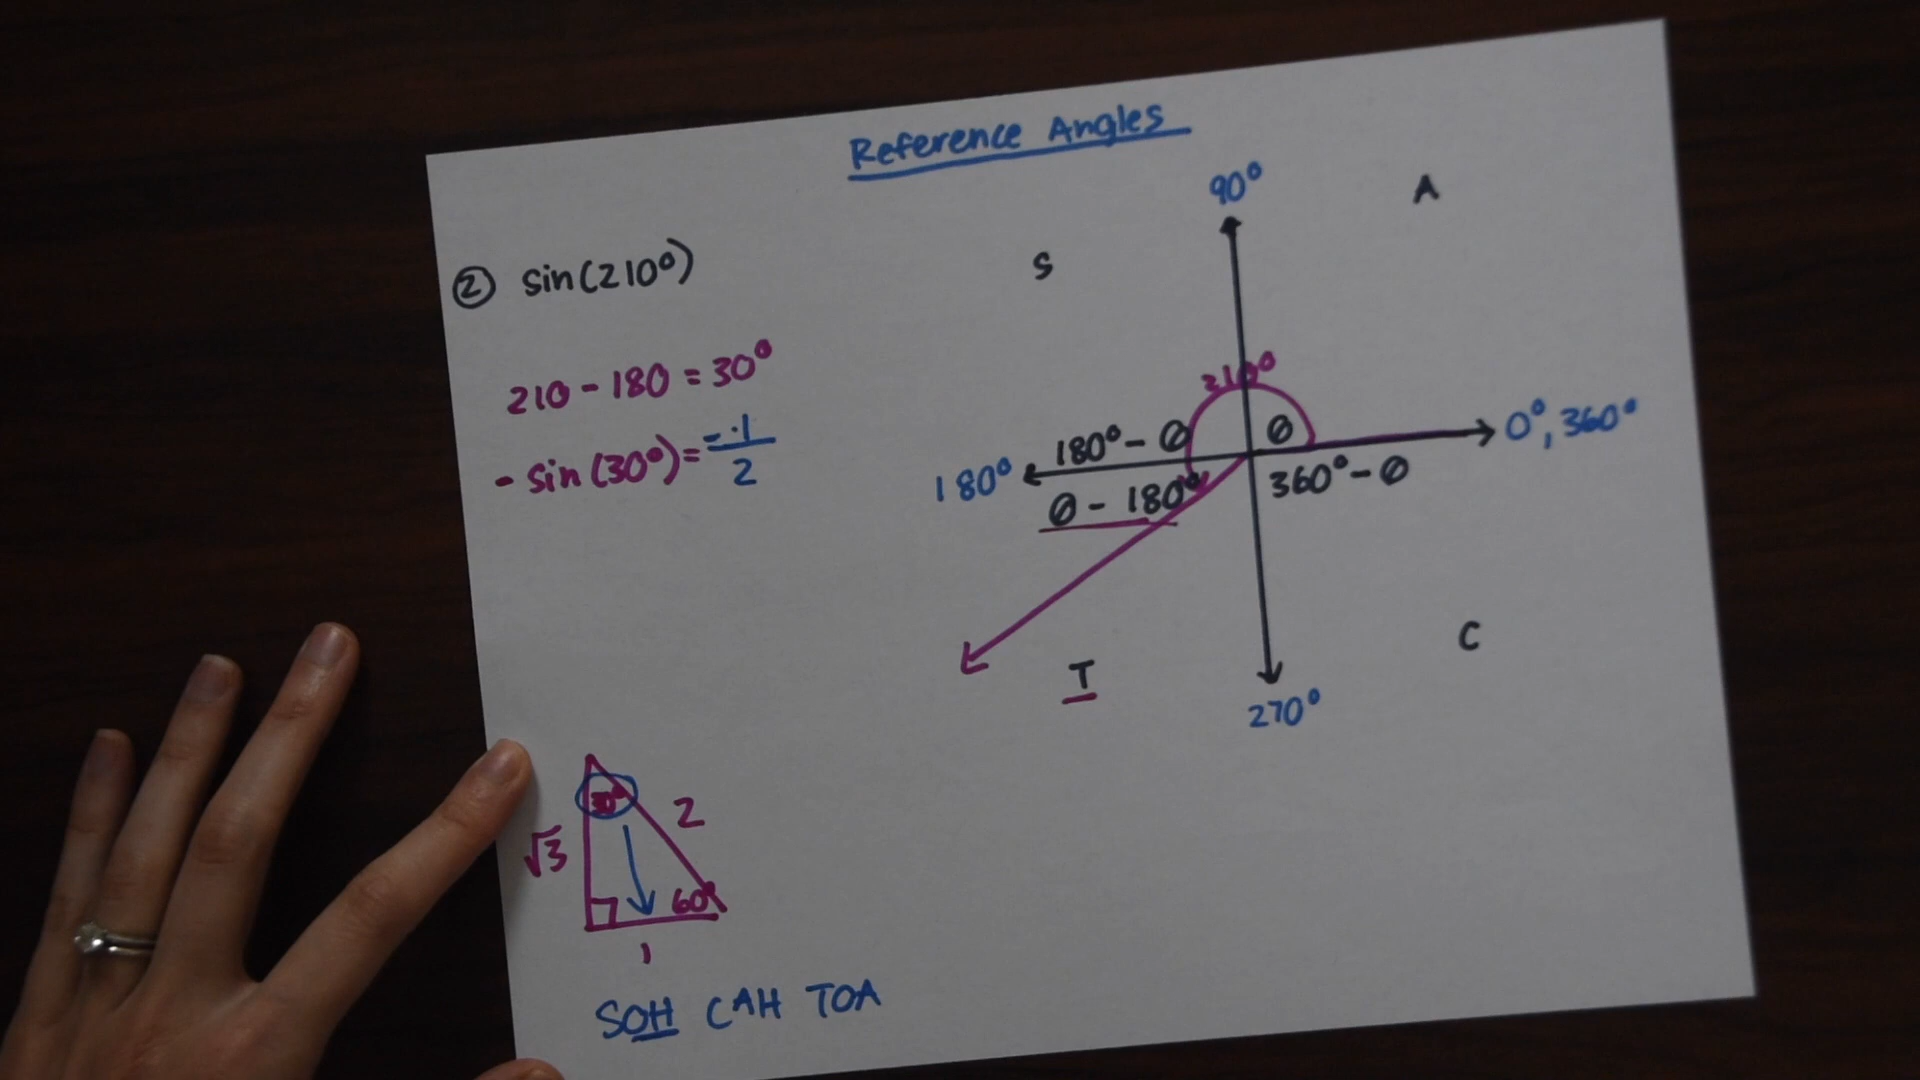 Reference Angles
② sin(210°)
210 - 180 = 30°
- sin(30°) = -1/2
90°
A
S
210°
180° - θ
θ
0°, 360°
180°
θ - 180°
360° - θ
T
C
270°
30°
2
√3
60°
1
SOH CAH TOA